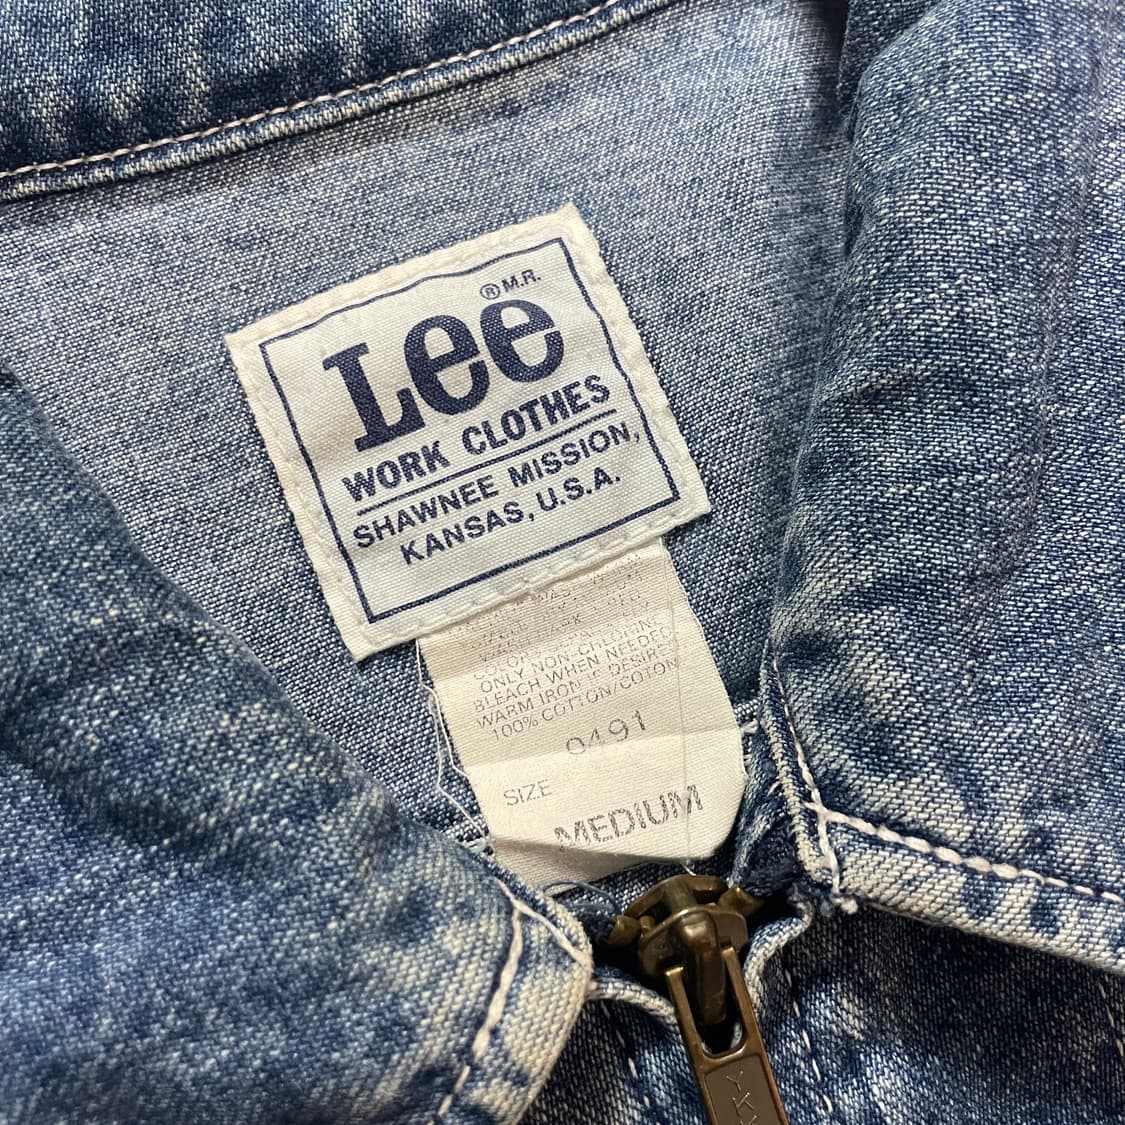 ® M.R.
Lee
WORK CLOTHES
SHAWNEE MISSION,
KANSAS, U.S.A.
ONLY NON-CHLORINE
BLEACH WHEN NEEDED
WARM IRON IF DESIRED
100% COTTON/COTON
0491
SIZE
MEDIUM
YKK